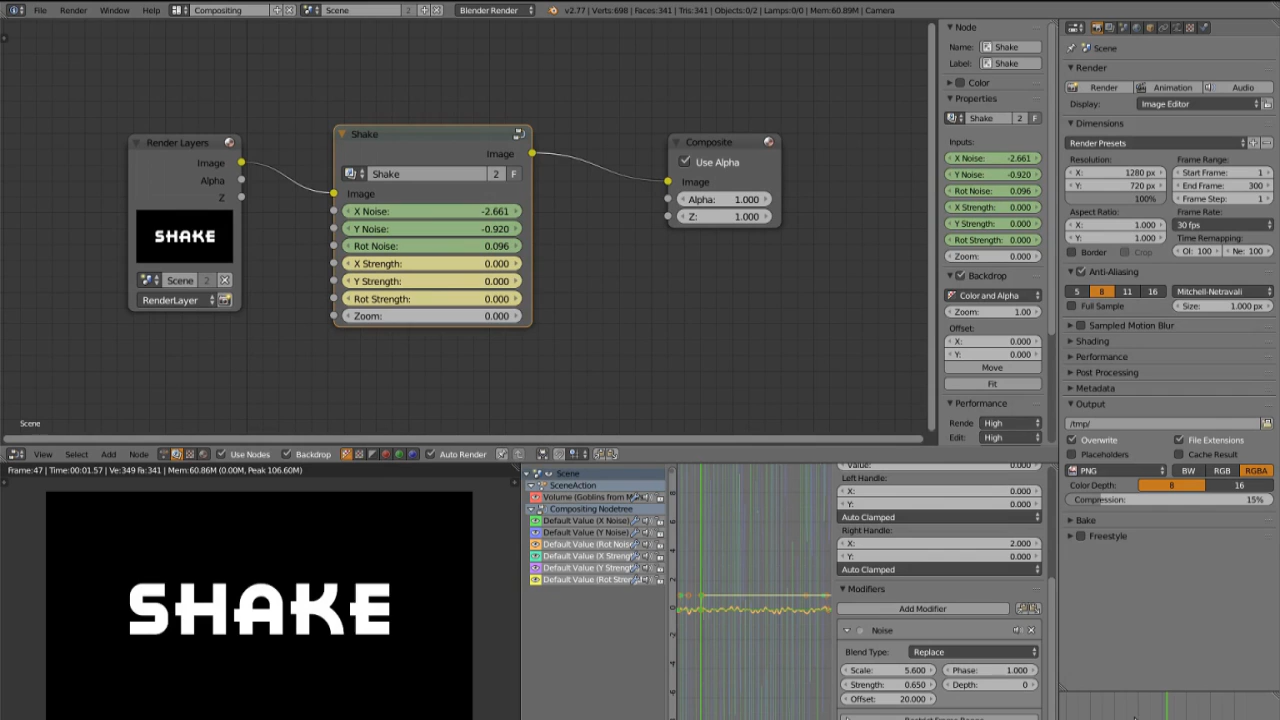 File Render Window Help Compositing Scene 2 Blender Render v2.77 | Verts:698 | Faces:341 | Tris:341 | Objects:0/2 | Lamps:0/0 | Mem:60.89M | Camera
Render Layers
Image
Alpha
Z
SHAKE
Scene 2
RenderLayer
Shake
Image
Shake 2 F
Image
X Noise: -2.661
Y Noise: -0.920
Rot Noise: 0.096
X Strength: 0.000
Y Strength: 0.000
Rot Strength: 0.000
Zoom: 0.000
Composite
Use Alpha
Image
Alpha: 1.000
Z: 1.000
Scene
Node
Name: Shake
Label: Shake
Color
Properties
Shake 2 F
Inputs:
X Noise: -2.661
Y Noise: -0.920
Rot Noise: 0.096
X Strength: 0.000
Y Strength: 0.000
Rot Strength: 0.000
Zoom: 0.000
Backdrop
Color and Alpha
Zoom: 1.00
Offset:
X: 0.000
Y: 0.000
Move
Fit
Performance
Rende High
Edit: High
Scene
Render
Render Animation Audio
Display: Image Editor
Dimensions
Render Presets
Resolution: Frame Range:
X: 1280 px Start Frame: 1
Y: 720 px End Frame: 300
100% Frame Step: 1
Aspect Ratio: Frame Rate:
X: 1.000 30 fps
Y: 1.000 Time Remapping:
Border Crop Ol: 100 Ne: 100
Anti-Aliasing
5 8 11 16 Mitchell-Netravali
Full Sample Size: 1.000 px
Sampled Motion Blur
Shading
Performance
Post Processing
Metadata
Output
/tmp/
Overwrite File Extensions
Placeholders Cache Result
PNG BW RGB RGBA
Color Depth: 8 16
Compression: 15%
Bake
Freestyle
View Select Add Node Use Nodes Backdrop Auto Render
Frame:47 | Time:00:01.57 | Ve:349 Fa:341 | Mem:60.86M (0.00M, Peak 106.60M)
SHAKE
Scene
SceneAction
Volume (Goblins from
Compositing Nodetree
Default Value (X Noise)
Default Value (Y Noise)
Default Value (Rot
Default Value (X
Default Value (Y
Default Value (Rot
Value: 0.000
Left Handle:
X: 0.000
Y: 0.000
Auto Clamped
Right Handle:
X: 2.000
Y: 0.000
Auto Clamped
Modifiers
Add Modifier
Noise
Blend Type: Replace
Scale: 5.600 Phase: 1.000
Strength: 0.650 Depth: 0
Offset: 20.000